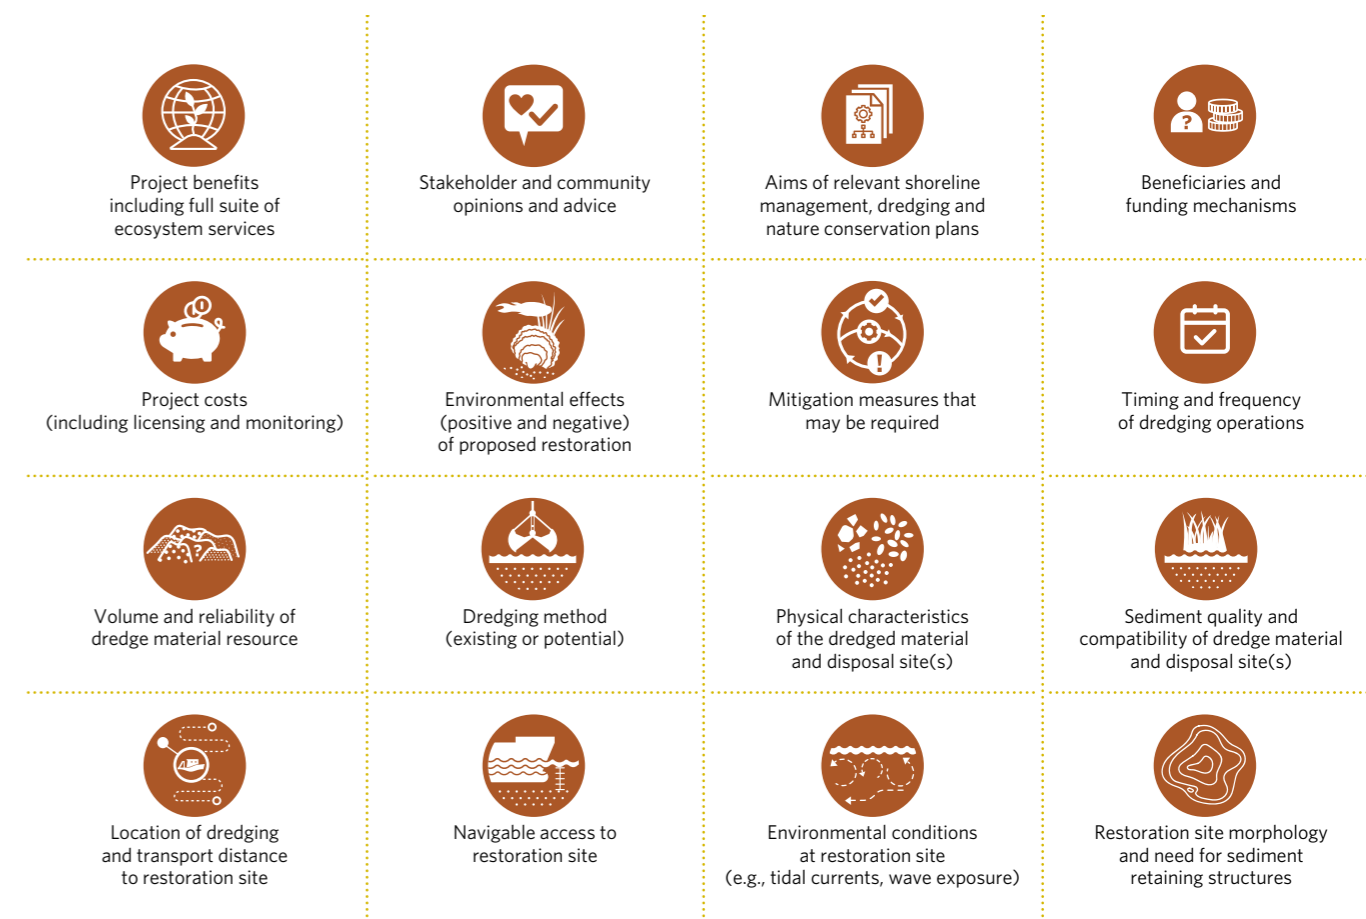 Project benefits
including full suite of
ecosystem services
Stakeholder and community
opinions and advice
Aims of relevant shoreline
management, dredging and
nature conservation plans
Beneficiaries and
funding mechanisms
Project costs
(including licensing and monitoring)
Environmental effects
(positive and negative)
of proposed restoration
Mitigation measures that
may be required
Timing and frequency
of dredging operations
Volume and reliability of
dredge material resource
Dredging method
(existing or potential)
Physical characteristics
of the dredged material
and disposal site(s)
Sediment quality and
compatibility of dredge material
and disposal site(s)
Location of dredging
and transport distance
to restoration site
Navigable access to
restoration site
Environmental conditions
at restoration site
(e.g., tidal currents, wave exposure)
Restoration site morphology
and need for sediment
retaining structures